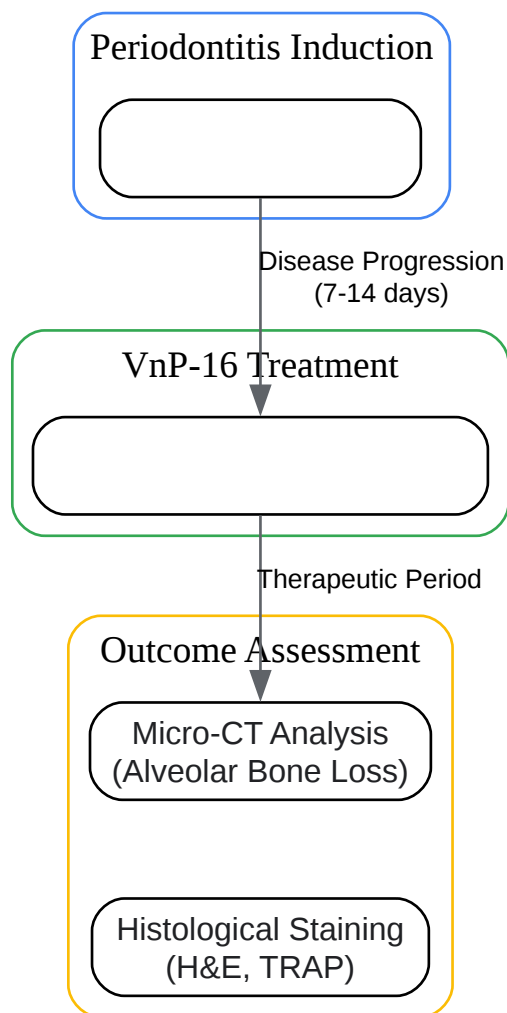 Periodontitis Induction
Disease Progression
(7-14 days)
VnP-16 Treatment
Therapeutic Period
Outcome Assessment
Micro-CT Analysis
(Alveolar Bone Loss)
Histological Staining
(H&E, TRAP)